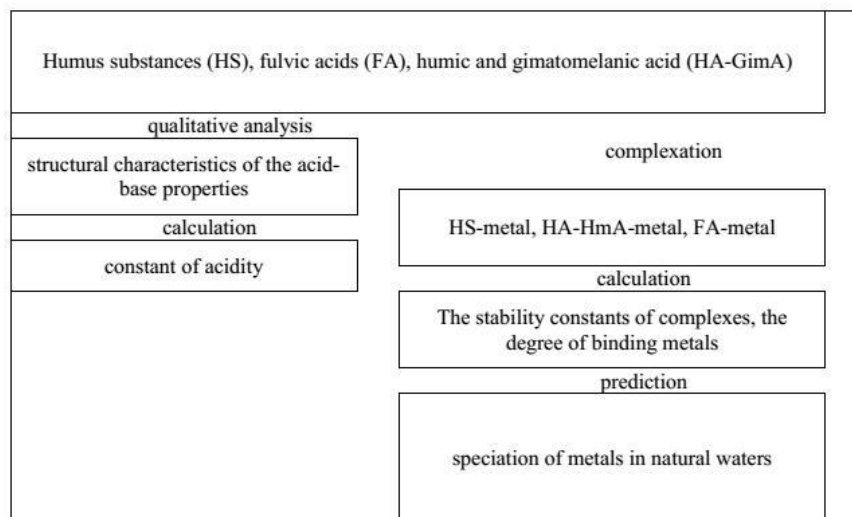 Humus substances (HS), fulvic acids (FA), humic and gimatomelanic acid (HA-GimA)
qualitative analysis
structural characteristics of the acid-
base properties
calculation
constant of acidity
complexation
HS-metal, HA-HmA-metal, FA-metal
calculation
The stability constants of complexes, the
degree of binding metals
prediction
speciation of metals in natural waters